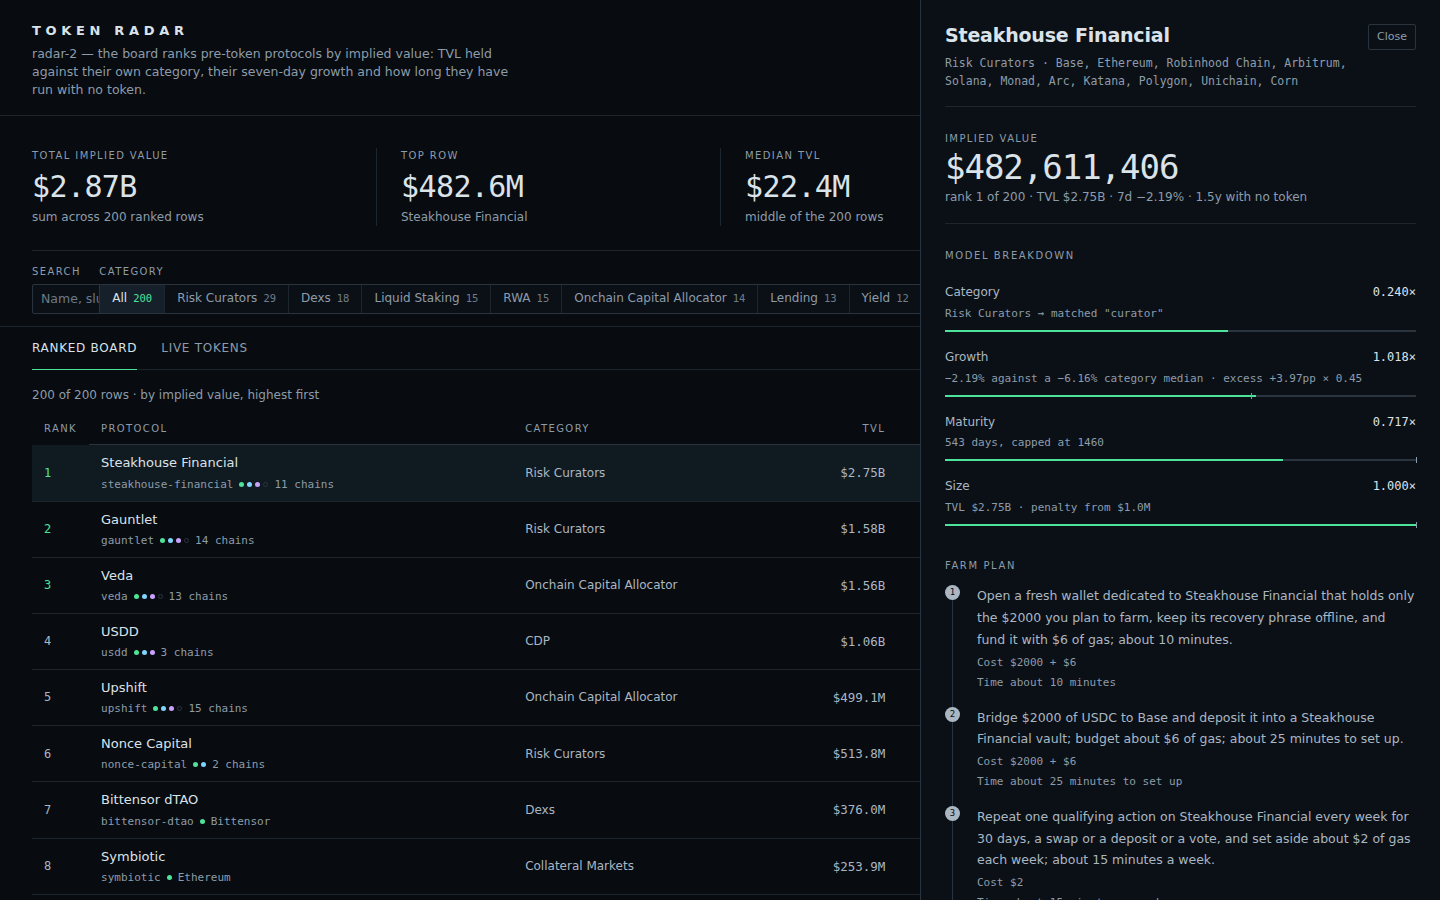 TOKEN RADAR
radar-2 — the board ranks pre-token protocols by implied value: TVL held
against their own category, their seven-day growth and how long they have
run with no token.
TOTAL IMPLIED VALUE
$2.87B
sum across 200 ranked rows
TOP ROW
$482.6M
Steakhouse Financial
MEDIAN TVL
$22.4M
middle of the 200 rows
SEARCH CATEGORY
Name, slu All 200 Risk Curators 29 Dexs 18 Liquid Staking 15 RWA 15 Onchain Capital Allocator 14 Lending 13 Yield 12
RANKED BOARD LIVE TOKENS
200 of 200 rows · by implied value, highest first
RANK PROTOCOL CATEGORY TVL
1 Steakhouse Financial Risk Curators $2.75B
steakhouse-financial 11 chains
2 Gauntlet Risk Curators $1.58B
gauntlet 14 chains
3 Veda Onchain Capital Allocator $1.56B
veda 13 chains
4 USDD CDP $1.06B
usdd 3 chains
5 Upshift Onchain Capital Allocator $499.1M
upshift 15 chains
6 Nonce Capital Risk Curators $513.8M
nonce-capital 2 chains
7 Bittensor dTAO Dexs $376.0M
bittensor-dtao Bittensor
8 Symbiotic Collateral Markets $253.9M
symbiotic Ethereum
Steakhouse Financial
Close
Risk Curators · Base, Ethereum, Robinhood Chain, Arbitrum,
Solana, Monad, Arc, Katana, Polygon, Unichain, Corn
IMPLIED VALUE
$482,611,406
rank 1 of 200 · TVL $2.75B · 7d −2.19% · 1.5y with no token
MODEL BREAKDOWN
Category 0.240×
Risk Curators → matched "curator"
Growth 1.018×
−2.19% against a −6.16% category median · excess +3.97pp × 0.45
Maturity 0.717×
543 days, capped at 1460
Size 1.000×
TVL $2.75B · penalty from $1.0M
FARM PLAN
1 Open a fresh wallet dedicated to Steakhouse Financial that holds only
the $2000 you plan to farm, keep its recovery phrase offline, and
fund it with $6 of gas; about 10 minutes.
Cost $2000 + $6
Time about 10 minutes
2 Bridge $2000 of USDC to Base and deposit it into a Steakhouse
Financial vault; budget about $6 of gas; about 25 minutes to set up.
Cost $2000 + $6
Time about 25 minutes to set up
3 Repeat one qualifying action on Steakhouse Financial every week for
30 days, a swap or a deposit or a vote, and set aside about $2 of gas
each week; about 15 minutes a week.
Cost $2